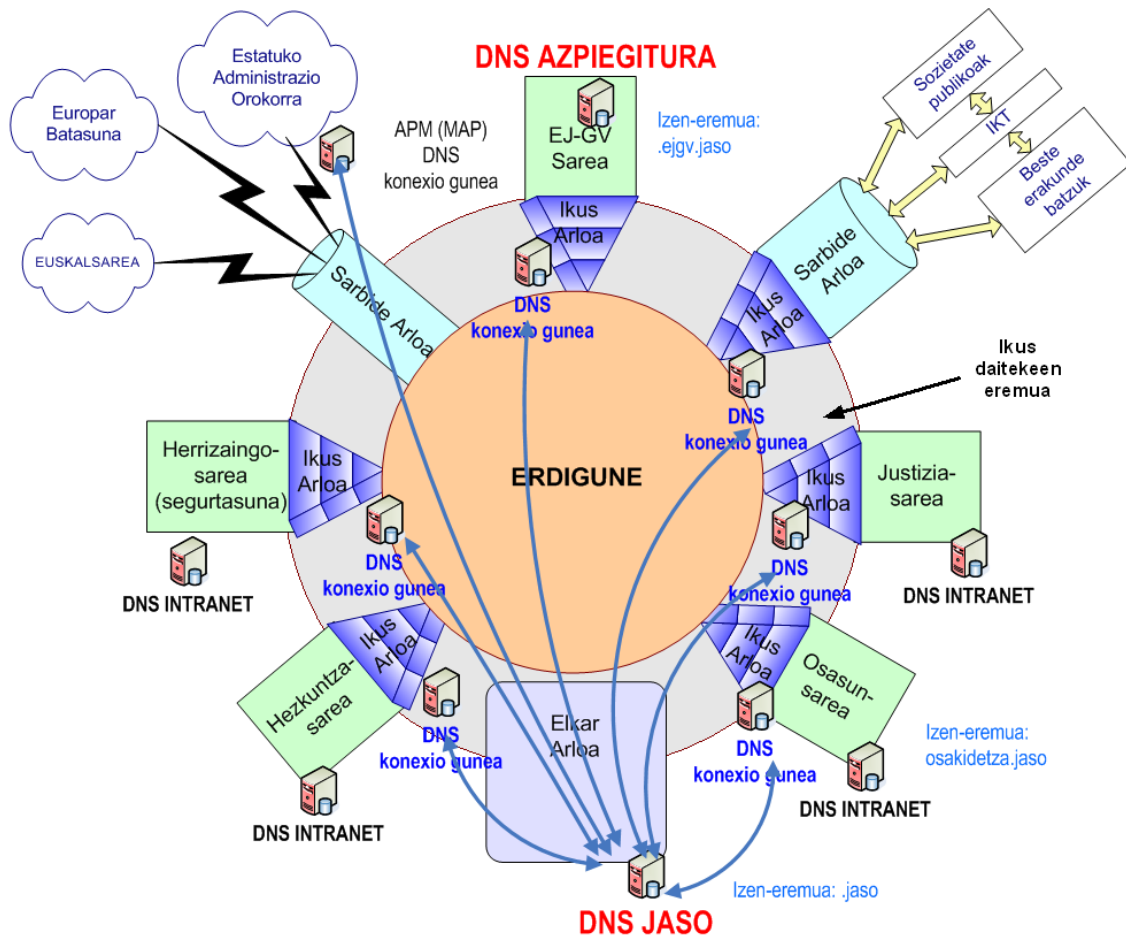 DNS AZPIEGITURA
Estatuko
Administrazio
Orokorra
Europar
Batasuna
EUSKALSAREA
APM (MAP)
DNS
konexio gunea
EJ-GV
Sarea
Izen-eremua:
.ejgv.jaso
Sozietate
publikoak
IKT
Beste
erakunde
batzuk
Sarbide Arloa
Ikus
Arloa
DNS
konexio gunea
Sarbide
Arloa
Ikus
Arloa
DNS
konexio gunea
Ikus
daitekeen
eremua
Herrizaingo-
sarea
(segurtasuna)
Ikus
Arloa
DNS
konexio gunea
DNS INTRANET
ERDIGUNE
Ikus
Arloa
Justizia-
sarea
DNS
konexio gunea
DNS INTRANET
Hezkuntza-
sarea
Ikus
Arloa
DNS
konexio gunea
DNS INTRANET
Elkar
Arloa
Ikus
Arloa
Osasun-
sarea
DNS
konexio gunea
Izen-eremua:
osakidetza.jaso
DNS INTRANET
Izen-eremua: .jaso
DNS JASO